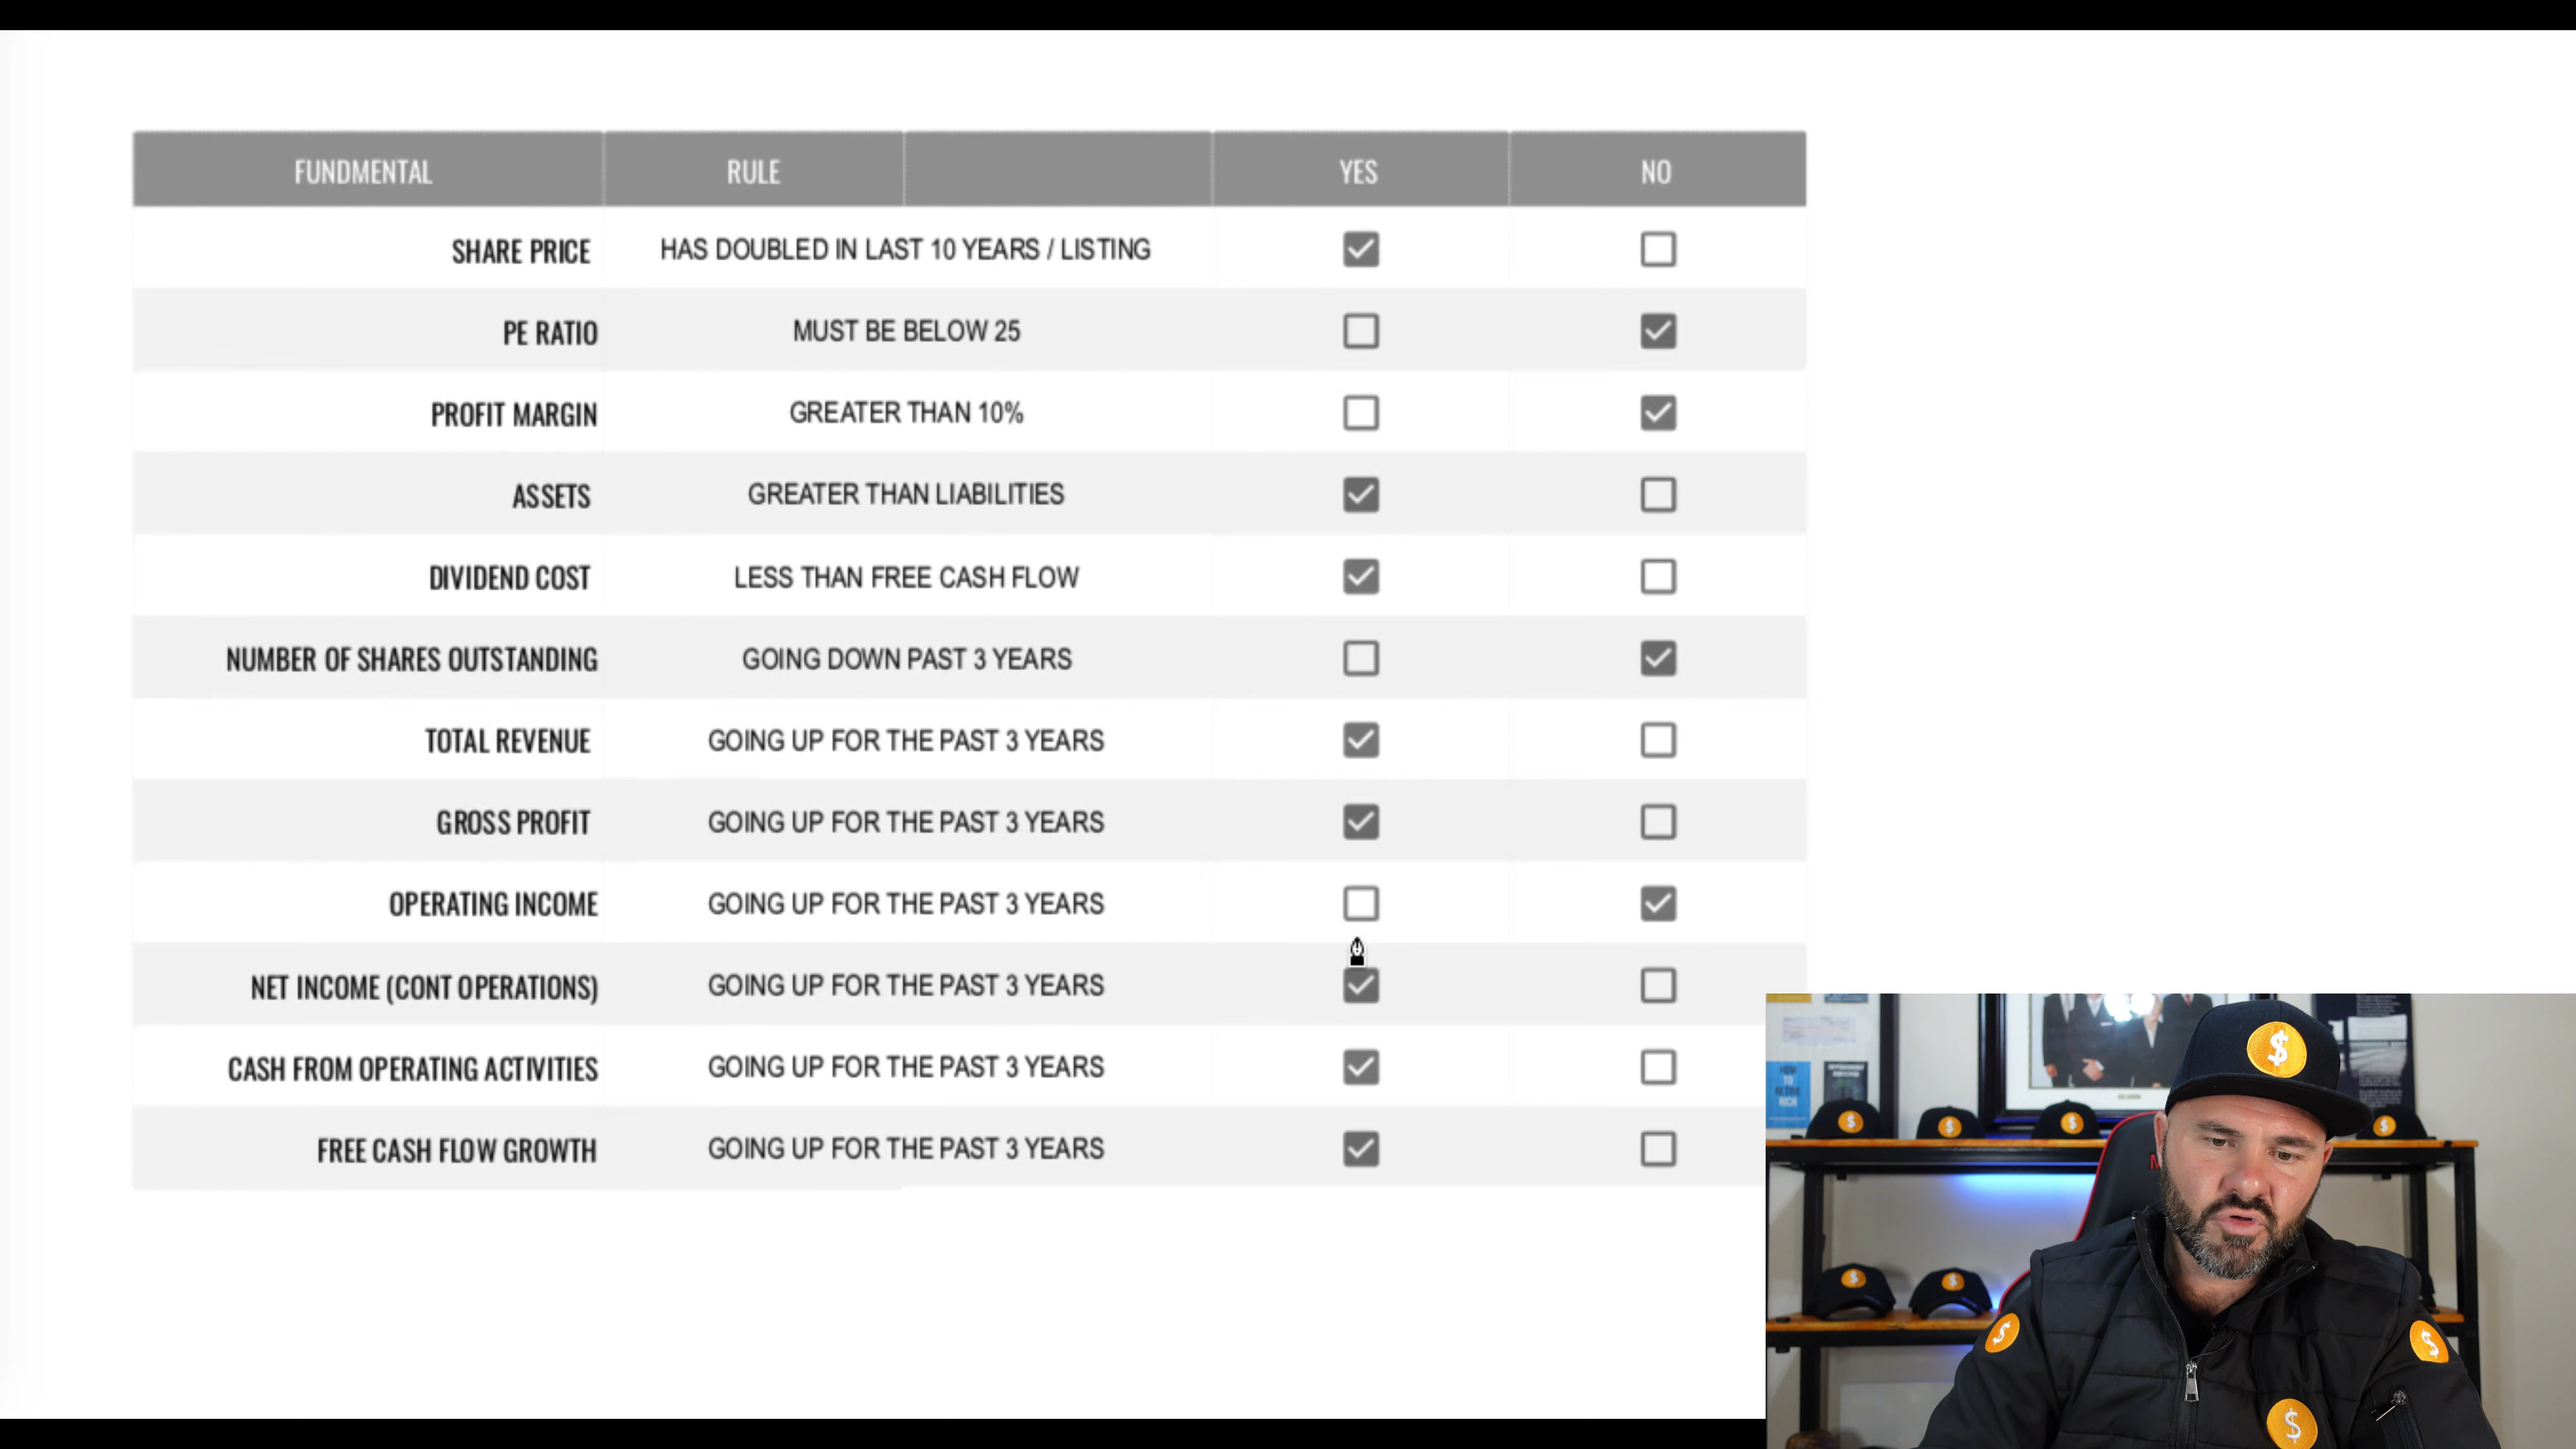 FUNDMENTAL RULE YES NO
SHARE PRICE HAS DOUBLED IN LAST 10 YEARS / LISTING
PE RATIO MUST BE BELOW 25
PROFIT MARGIN GREATER THAN 10%
ASSETS GREATER THAN LIABILITIES
DIVIDEND COST LESS THAN FREE CASH FLOW
NUMBER OF SHARES OUTSTANDING GOING DOWN PAST 3 YEARS
TOTAL REVENUE GOING UP FOR THE PAST 3 YEARS
GROSS PROFIT GOING UP FOR THE PAST 3 YEARS
OPERATING INCOME GOING UP FOR THE PAST 3 YEARS
NET INCOME (CONT OPERATIONS) GOING UP FOR THE PAST 3 YEARS
CASH FROM OPERATING ACTIVITIES GOING UP FOR THE PAST 3 YEARS
FREE CASH FLOW GROWTH GOING UP FOR THE PAST 3 YEARS
HOW
TO
RICH
$
$
$
$